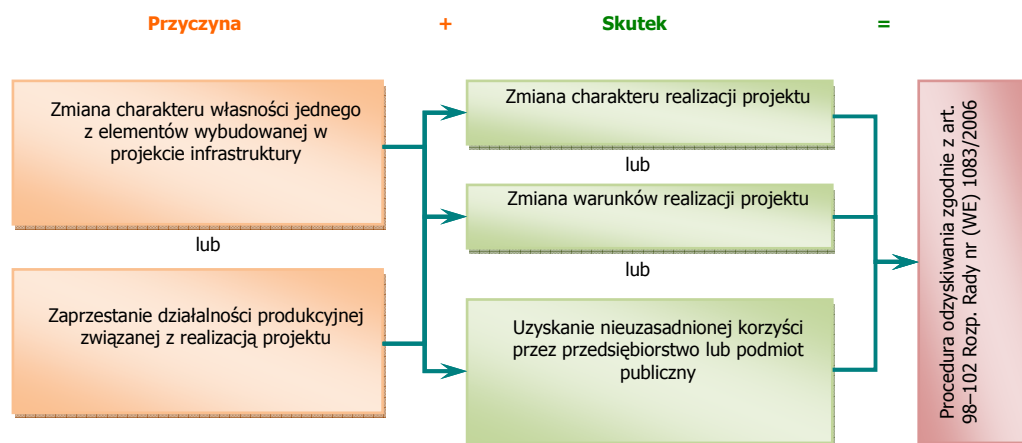 Przyczyna + Skutek =
Zmiana charakteru własności jednego
z elementów wybudowanej w
projekcie infrastruktury
lub
Zaprzestanie działalności produkcyjnej
związanej z realizacją projektu
Zmiana charakteru realizacji projektu
lub
Zmiana warunków realizacji projektu
lub
Uzyskanie nieuzasadnionej korzyści
przez przedsiębiorstwo lub podmiot
publiczny
Procedura odzyskiwania zgodnie z art.
98–102 Rozp. Rady nr (WE) 1083/2006